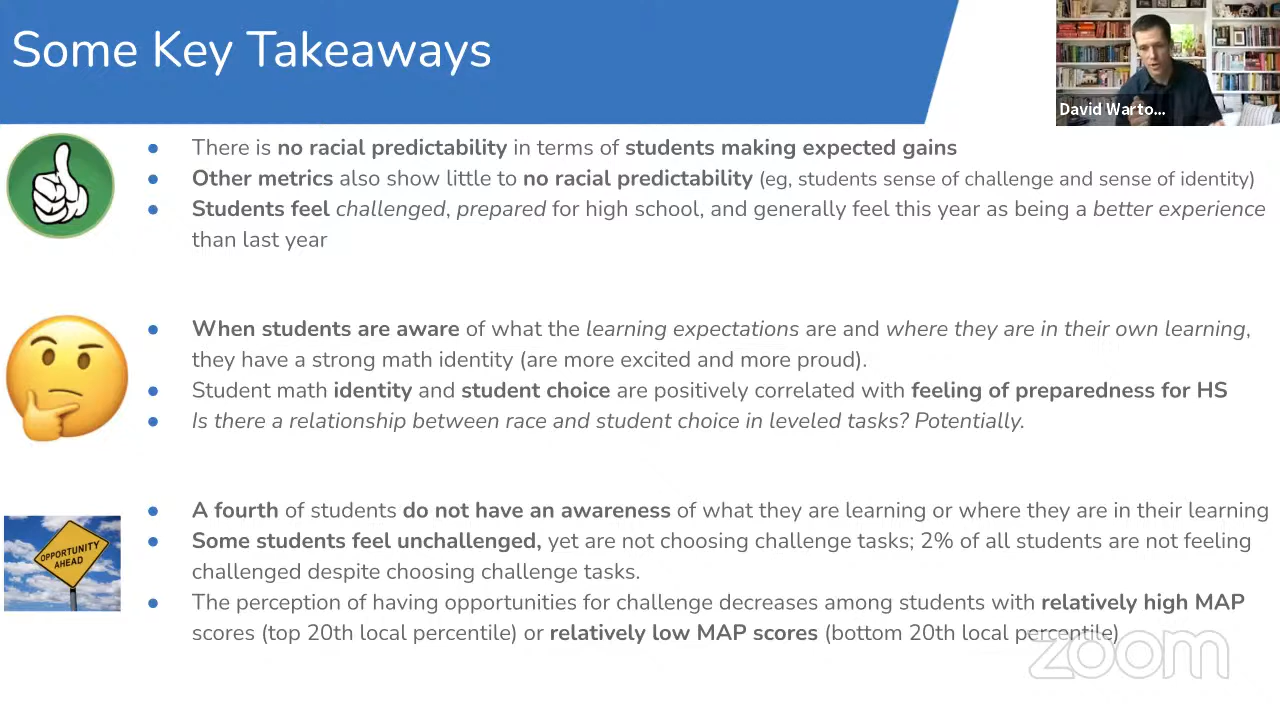 Some Key Takeaways
David Warto...
There is no racial predictability in terms of students making expected gains
Other metrics also show little to no racial predictability (eg, students sense of challenge and sense of identity)
Students feel challenged, prepared for high school, and generally feel this year as being a better experience
than last year
When students are aware of what the learning expectations are and where they are in their own learning,
they have a strong math identity (are more excited and more proud).
Student math identity and student choice are positively correlated with feeling of preparedness for HS
Is there a relationship between race and student choice in leveled tasks? Potentially.
OPPORTUNITY
AHEAD
A fourth of students do not have an awareness of what they are learning or where they are in their learning
Some students feel unchallenged, yet are not choosing challenge tasks; 2% of all students are not feeling
challenged despite choosing challenge tasks.
The perception of having opportunities for challenge decreases among students with relatively high MAP
scores (top 20th local percentile) or relatively low MAP scores (bottom 20th local percentile)
zoom